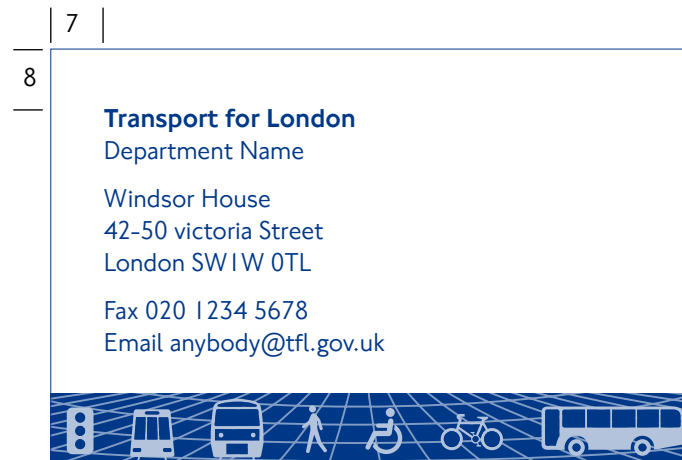 7
8
Transport for London
Department Name
Windsor House
42-50 victoria Street
London SW1W 0TL
Fax 020 1234 5678
Email anybody@tfl.gov.uk